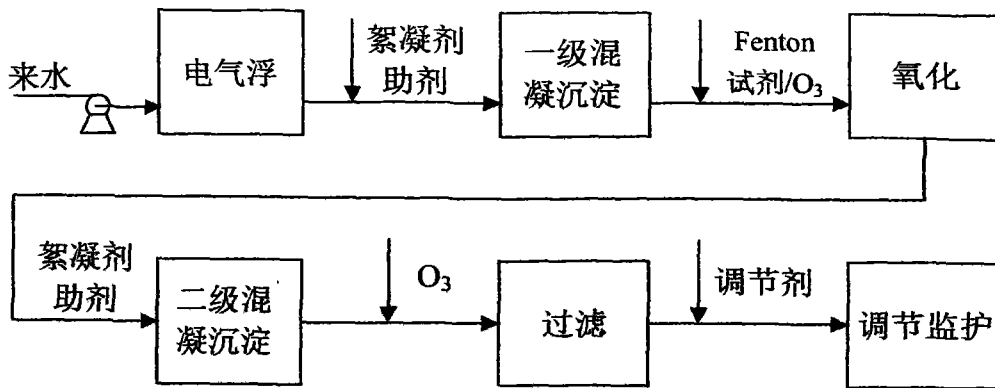 来水
电气浮
絮凝剂
助剂
一级混
凝沉淀
Fenton
试剂/O₃
氧化
絮凝剂
助剂
二级混
凝沉淀
O₃
过滤
调节剂
调节监护